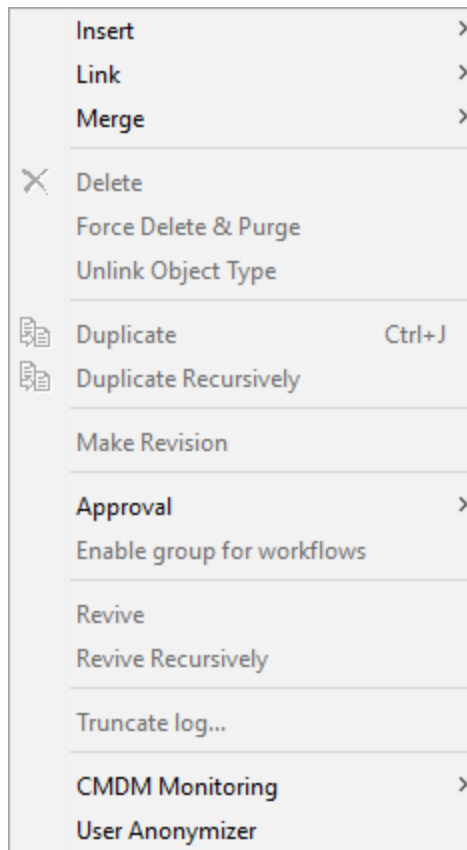 Insert
Link
Merge
Delete
Force Delete & Purge
Unlink Object Type
Duplicate Ctrl+J
Duplicate Recursively
Make Revision
Approval
Enable group for workflows
Revive
Revive Recursively
Truncate log...
CMDM Monitoring
User Anonymizer